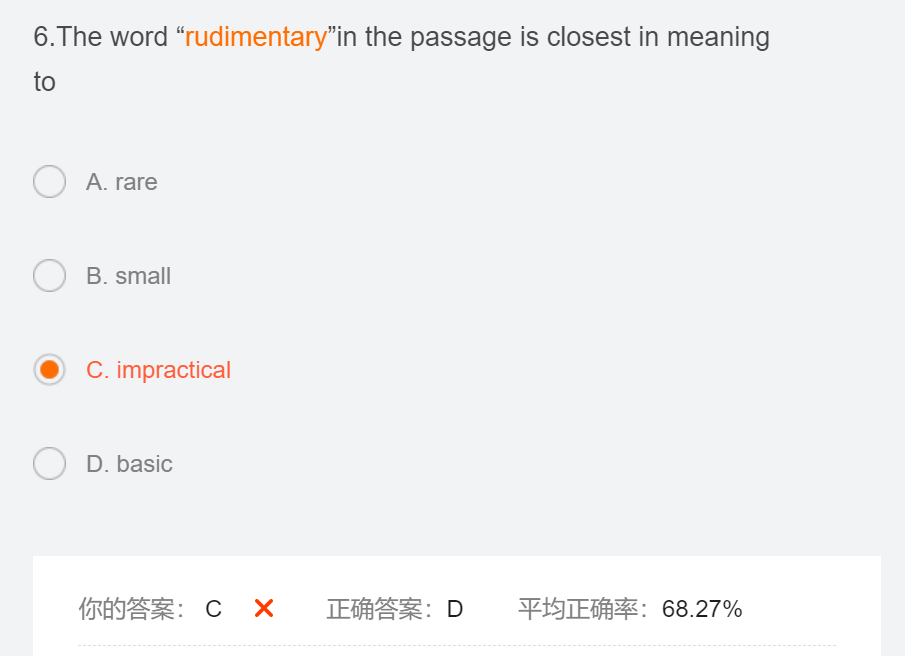 6.The word “rudimentary”in the passage is closest in meaning
to
A. rare
B. small
C. impractical
D. basic
你的答案： C 正确答案： D 平均正确率： 68.27%